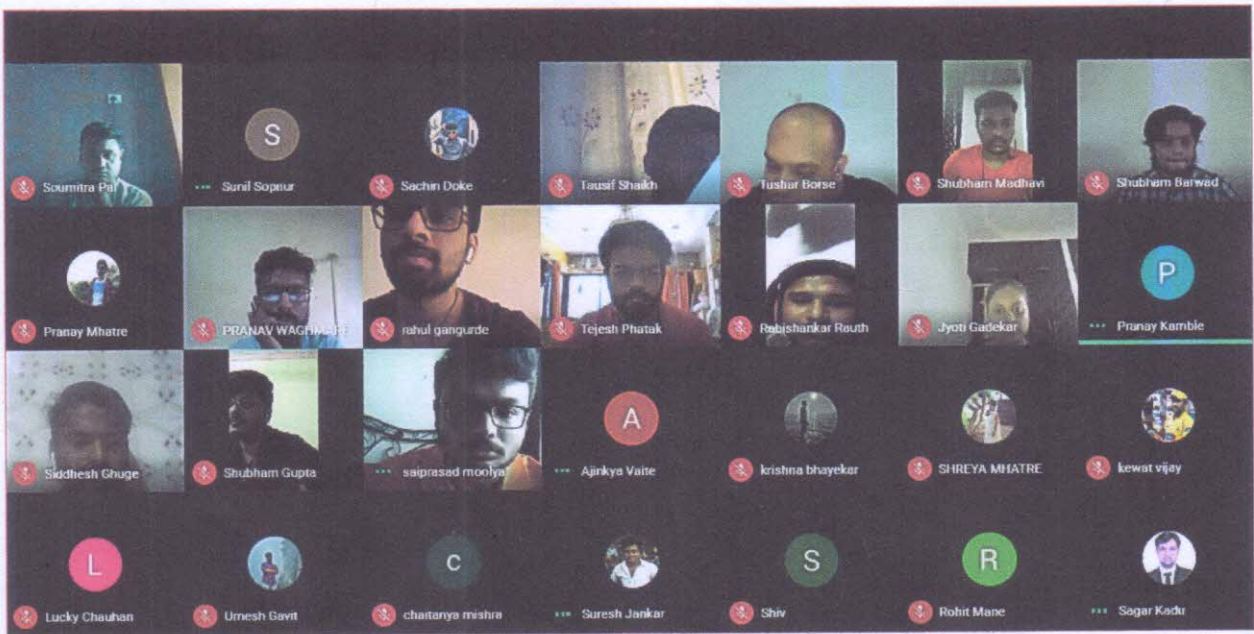 Soumitra Pal
S
Sunil Sopnur
Sachin Doke
Tausif Shaikh
Tushar Borse
Shubham Madhavi
Shubham Barwad
Pranay Mhatre
PRANAV WAGHMARE
rahul gangurde
Tejesh Phatak
Rabishankar Rauth
Jyoti Gadekar
P
Pranay Kamble
Siddhesh Ghuge
Shubham Gupta
saiprasad moolya
A
Ajinkya Vaite
krishna bhayekar
SHREYA MHATRE
kewat vijay
L
Lucky Chauhan
Umesh Gavit
c
chaitanya mishra
Suresh Jankar
S
Shiv
R
Rohit Mane
Sagar Kadu